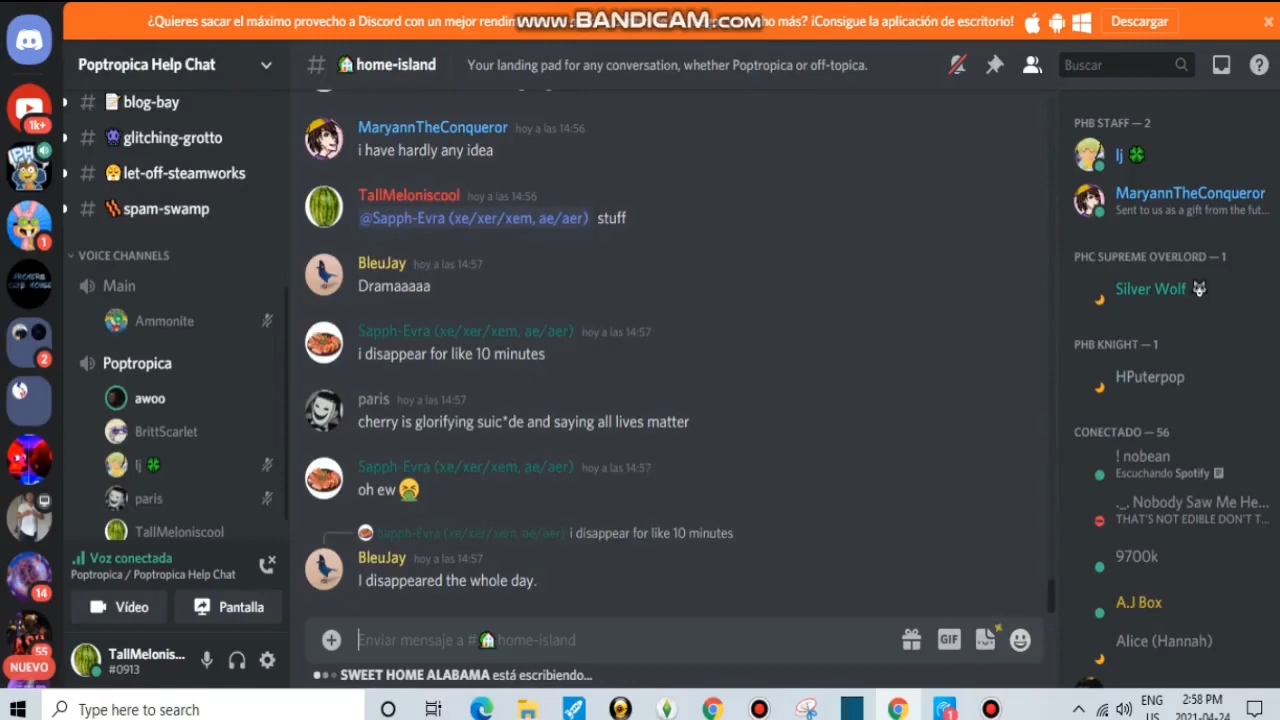 ¿Quieres sacar el máximo provecho a Discord con un mejor rendim
www.BANDICAM.com
ho más? ¡Consigue la aplicación de escritorio!
Descargar
Poptropica Help Chat
home-island
Your landing pad for any conversation, whether Poptropica or off-topica.
Buscar
blog-bay
glitching-grotto
let-off-steamworks
spam-swamp
VOICE CHANNELS
Main
Ammonite
Poptropica
awoo
BrittScarlet
lj
paris
TallMeloniscool
Voz conectada
Poptropica / Poptropica Help Chat
Vídeo
Pantalla
TallMelonis...
#0913
1k+
1
2
14
55
NUEVO
MaryannTheConqueror hoy a las 14:56
i have hardly any idea
TallMeloniscool hoy a las 14:56
@Sapph-Evra (xe/xer/xem, ae/aer) stuff
BleuJay hoy a las 14:57
Dramaaaaa
Sapph-Evra (xe/xer/xem, ae/aer) hoy a las 14:57
i disappear for like 10 minutes
paris hoy a las 14:57
cherry is glorifying suic*de and saying all lives matter
Sapph-Evra (xe/xer/xem, ae/aer) hoy a las 14:57
oh ew
Sapph-Evra (xe/xer/xem, ae/aer) i disappear for like 10 minutes
BleuJay hoy a las 14:57
I disappeared the whole day.
Enviar mensaje a # home-island
GIF
SWEET HOME ALABAMA está escribiendo...
PHB STAFF — 2
lj
MaryannTheConqueror
Sent to us as a gift from the fut...
PHC SUPREME OVERLORD — 1
Silver Wolf
PHB KNIGHT — 1
HPuterpop
CONECTADO — 56
! nobean
Escuchando Spotify
._. Nobody Saw Me He...
THAT'S NOT EDIBLE DON'T T...
9700k
A.J Box
Alice (Hannah)
Type here to search
1
ENG
US
2:58 PM
2021-04-24